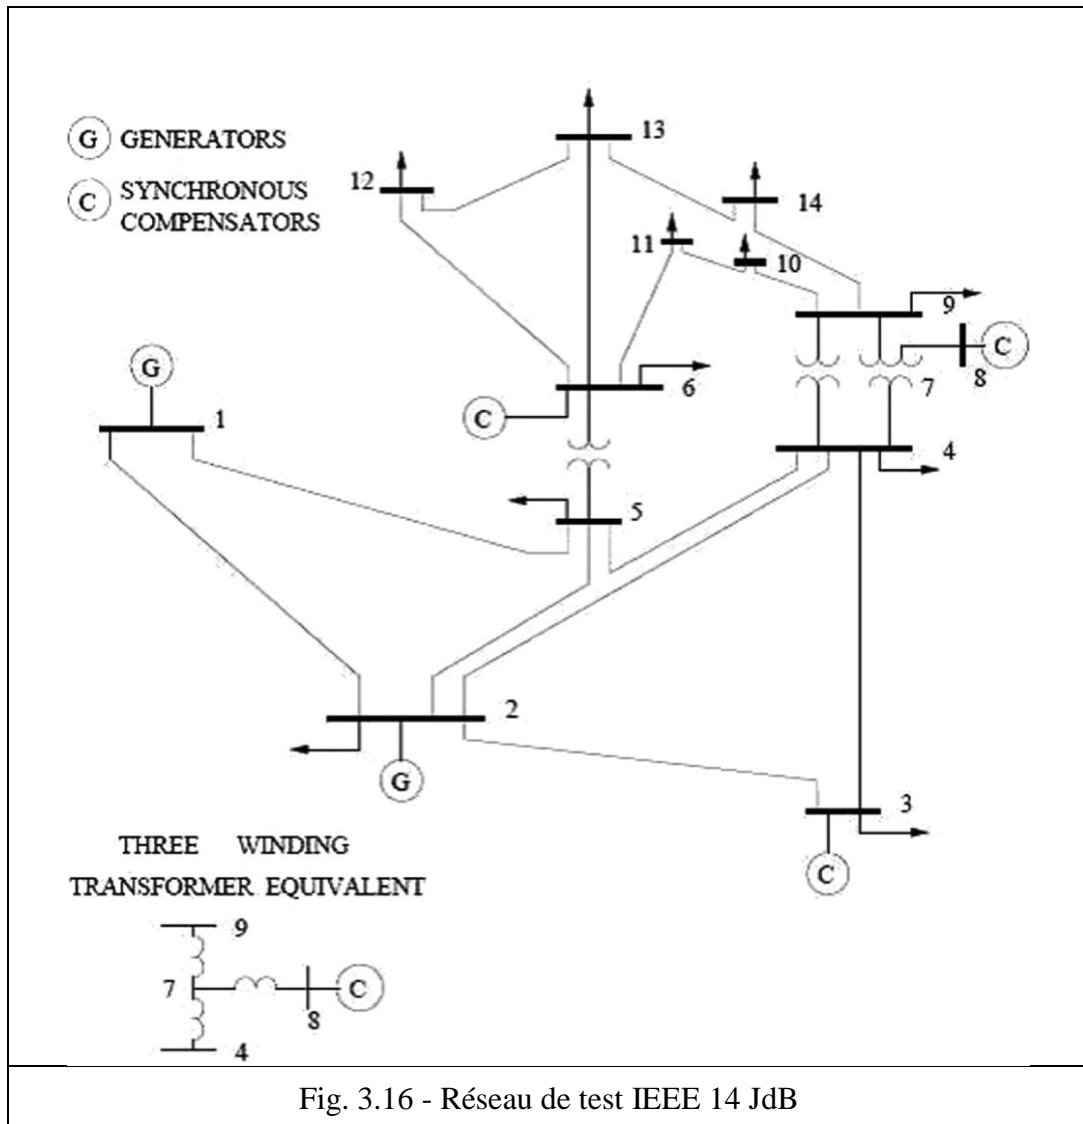 13
G GENERATORS
12
C SYNCHRONOUS
COMPENSATORS
14
11
10
9
G
C
7
8
6
1
C
4
5
2
G
3
THREE WINDING
TRANSFORMER EQUIVALENT
C
9
7
C
8
4
Fig. 3.16 - Réseau de test IEEE 14 JdB